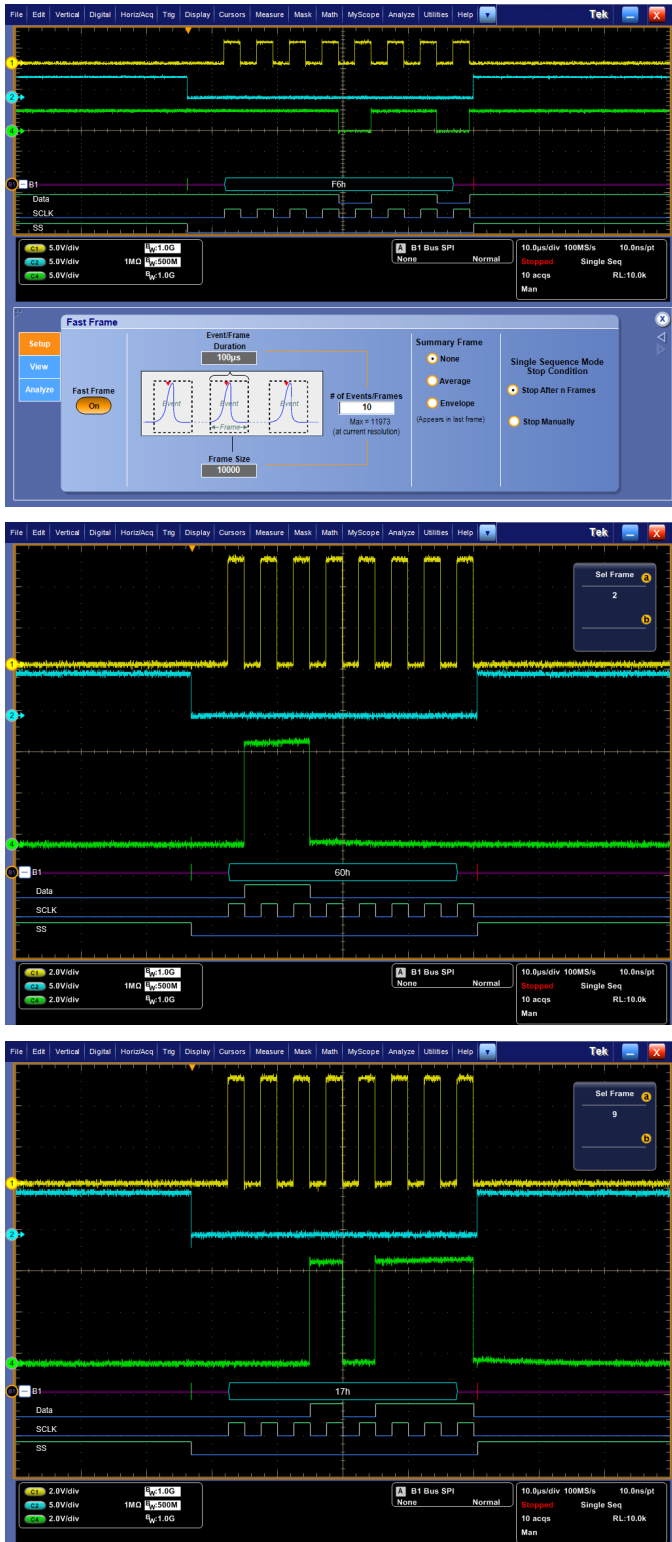 File Edit Vertical Digital Horiz/Acq Trig Display Cursors Measure Mask Math MyScope Analyze Utilities Help Tek X
1
2
4
B1 B1 F6h
Data
SCLK
SS
C1 5.0V/div BW:1.0G
C2 5.0V/div 1MΩ BW:500M
C4 5.0V/div BW:1.0G
A B1 Bus SPI
None Normal
10.0µs/div 100MS/s 10.0ns/pt
Stopped Single Seq
10 acqs RL:10.0k
Man
Fast Frame X
Setup
View
Analyze
Fast Frame
On
Event/Frame
Duration
100µs
Event Event Event
Frame
Frame Size
10000
# of Events/Frames
10
Max = 11973
(at current resolution)
Summary Frame
None
Average
Envelope
(Appears in last frame)
Single Sequence Mode
Stop Condition
Stop After n Frames
Stop Manually
File Edit Vertical Digital Horiz/Acq Trig Display Cursors Measure Mask Math MyScope Analyze Utilities Help Tek X
Sel Frame a
2
b
1
2
4
B1 B1 60h
Data
SCLK
SS
C1 2.0V/div BW:1.0G
C2 5.0V/div 1MΩ BW:500M
C4 2.0V/div BW:1.0G
A B1 Bus SPI
None Normal
10.0µs/div 100MS/s 10.0ns/pt
Stopped Single Seq
10 acqs RL:10.0k
Man
File Edit Vertical Digital Horiz/Acq Trig Display Cursors Measure Mask Math MyScope Analyze Utilities Help Tek X
Sel Frame a
9
b
1
2
4
B1 B1 17h
Data
SCLK
SS
C1 2.0V/div BW:1.0G
C2 5.0V/div 1MΩ BW:500M
C4 2.0V/div BW:1.0G
A B1 Bus SPI
None Normal
10.0µs/div 100MS/s 10.0ns/pt
Stopped Single Seq
10 acqs RL:10.0k
Man